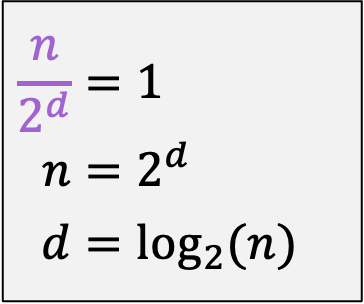 n/2^d = 1
n = 2^d
d = log₂(n)